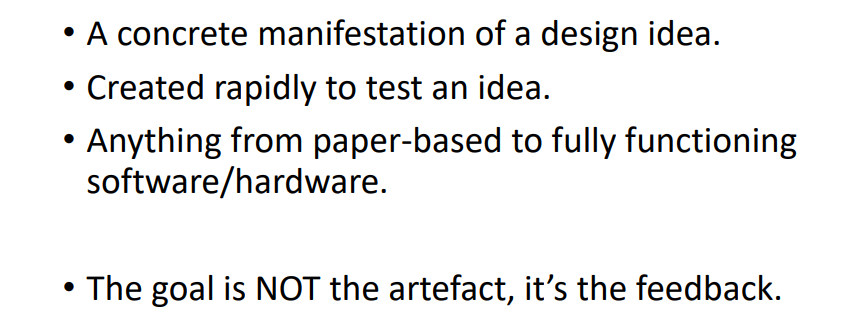 • A concrete manifestation of a design idea.
• Created rapidly to test an idea.
• Anything from paper-based to fully functioning
software/hardware.
• The goal is NOT the artefact, it’s the feedback.